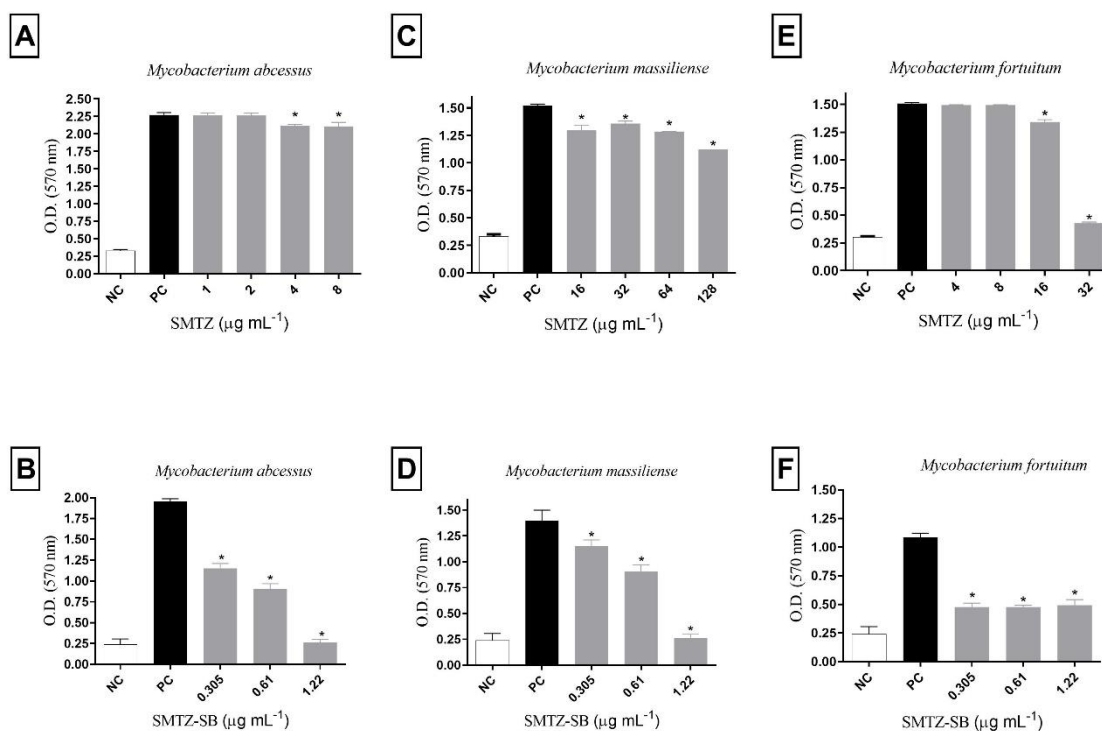 A
Mycobacterium abcessus
O.D. (570 nm)
2.50
2.25
2.00
1.75
1.50
1.25
1.00
0.75
0.50
0.25
0.00
* *
NC PC 1 2 4 8
SMTZ (μg mL-1)
C
Mycobacterium massiliense
O.D. (570 nm)
1.50
1.25
1.00
0.75
0.50
0.25
0.00
* * * *
NC PC 16 32 64 128
SMTZ (μg mL-1)
E
Mycobacterium fortuitum
O.D. (570 nm)
1.50
1.25
1.00
0.75
0.50
0.25
0.00
* *
NC PC 4 8 16 32
SMTZ (μg mL-1)
B
Mycobacterium abcessus
O.D. (570 nm)
2.00
1.75
1.50
1.25
1.00
0.75
0.50
0.25
0.00
* * *
NC PC 0.305 0.61 1.22
SMTZ-SB (μg mL-1)
D
Mycobacterium massiliense
O.D. (570 nm)
1.50
1.25
1.00
0.75
0.50
0.25
0.00
* * *
NC PC 0.305 0.61 1.22
SMTZ-SB (μg mL-1)
F
Mycobacterium fortuitum
O.D. (570 nm)
1.50
1.25
1.00
0.75
0.50
0.25
0.00
* * *
NC PC 0.305 0.61 1.22
SMTZ-SB (μg mL-1)